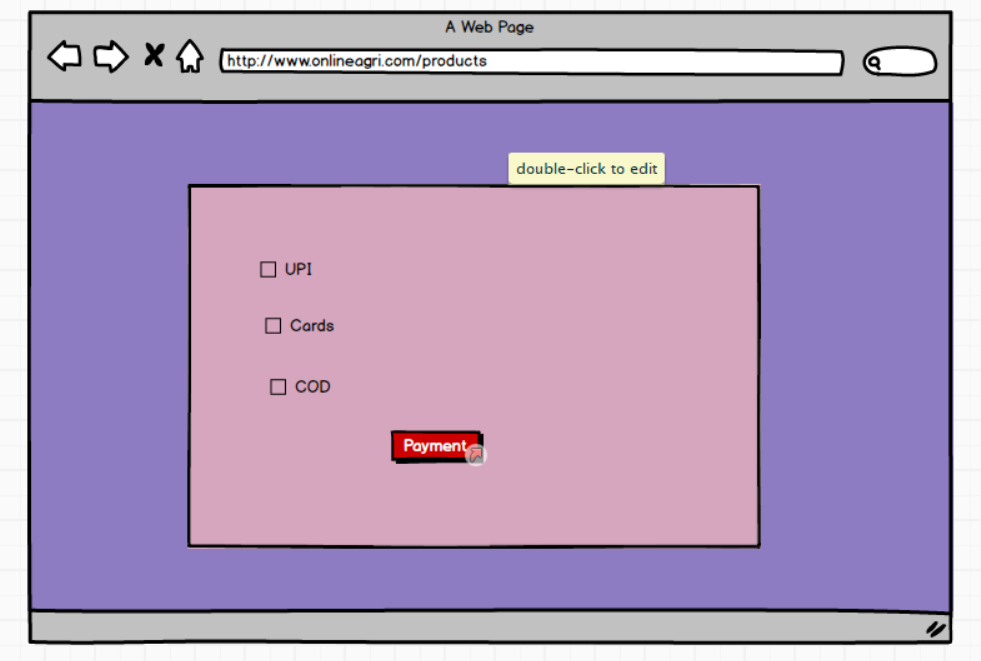 A Web Page
http://www.onlineagri.com/products
double-click to edit
UPI
Cards
COD
Payment